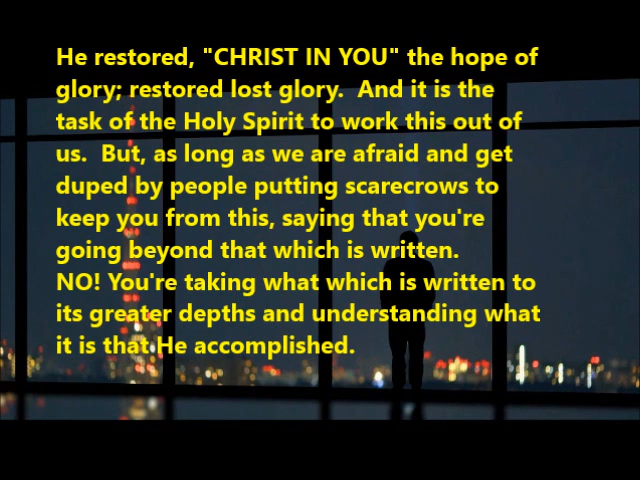 He restored, "CHRIST IN YOU" the hope of
glory; restored lost glory.  And it is the
task of the Holy Spirit to work this out of
us.  But, as long as we are afraid and get
duped by people putting scarecrows to
keep you from this, saying that you're
going beyond that which is written.
NO! You're taking what which is written to
its greater depths and understanding what
it is that He accomplished.